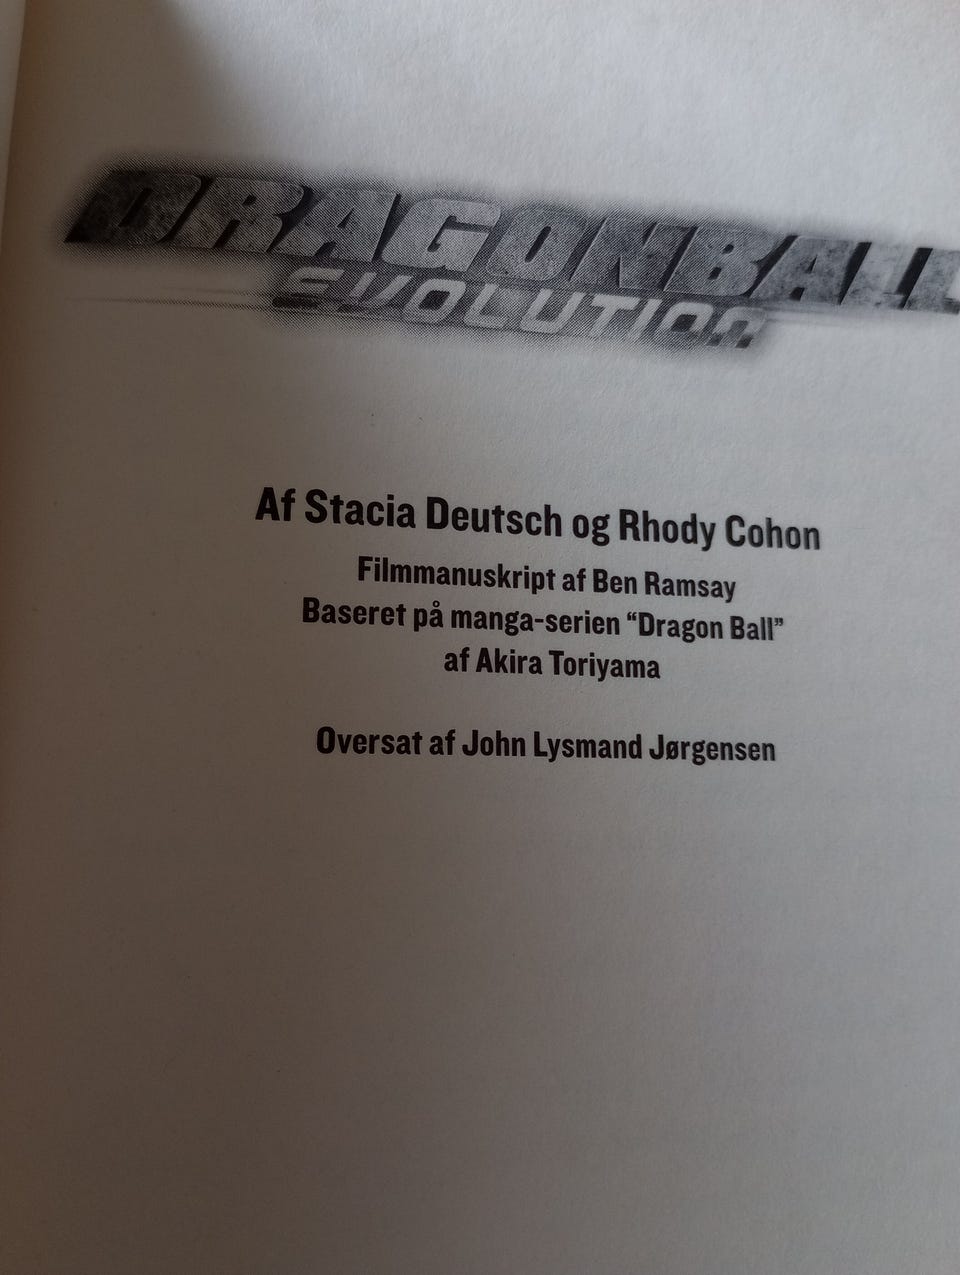 DRAGONBALL
EVOLUTION
Af Stacia Deutsch og Rhody Cohon
Filmmanuskript af Ben Ramsay
Baseret på manga-serien “Dragon Ball”
af Akira Toriyama
Oversat af John Lysmand Jørgensen